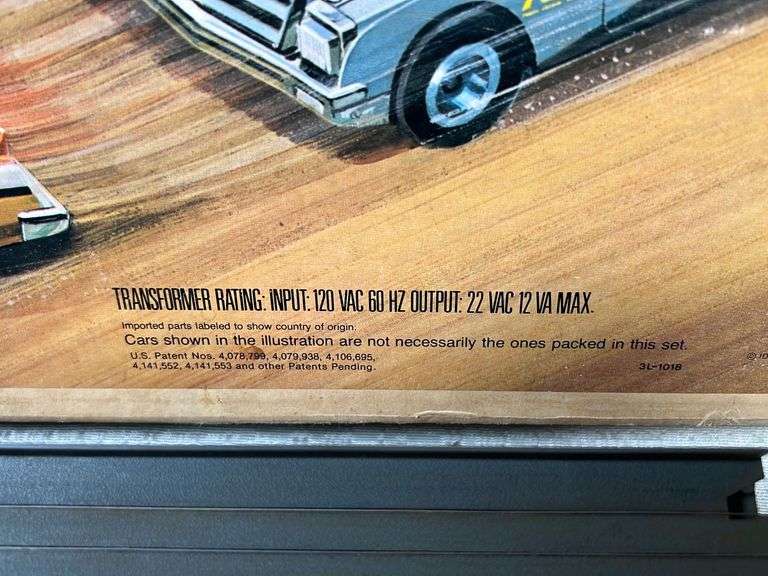 TRANSFORMER RATING: INPUT: 120 VAC 60 HZ OUTPUT: 22 VAC 12 VA MAX.
Imported parts labeled to show country of origin.
Cars shown in the illustration are not necessarily the ones packed in this set.
U.S. Patent Nos. 4,078,799, 4,079,938, 4,106,695,
4,141,552, 4,141,553 and other Patents Pending.
3L-1018
©